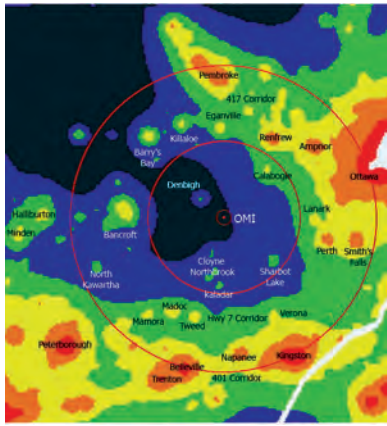 Pembroke
417 Corridor
Eganville
Renfrew
Killaloe
Arnprior
Barry's
Bay
Calabogie
Ottawa
Denbigh
Halliburton
Lanark
OMI
Minden
Bancroft
Perth
Smith's
Falls
Cloyne
Northbrook
Sharbot
Lake
North
Kawartha
Kaladar
Madoc
Mamora
Hwy 7 Corridor
Verona
Tweed
Peterborough
Napanee
Kingston
Belleville
Trenton
401 Corridor